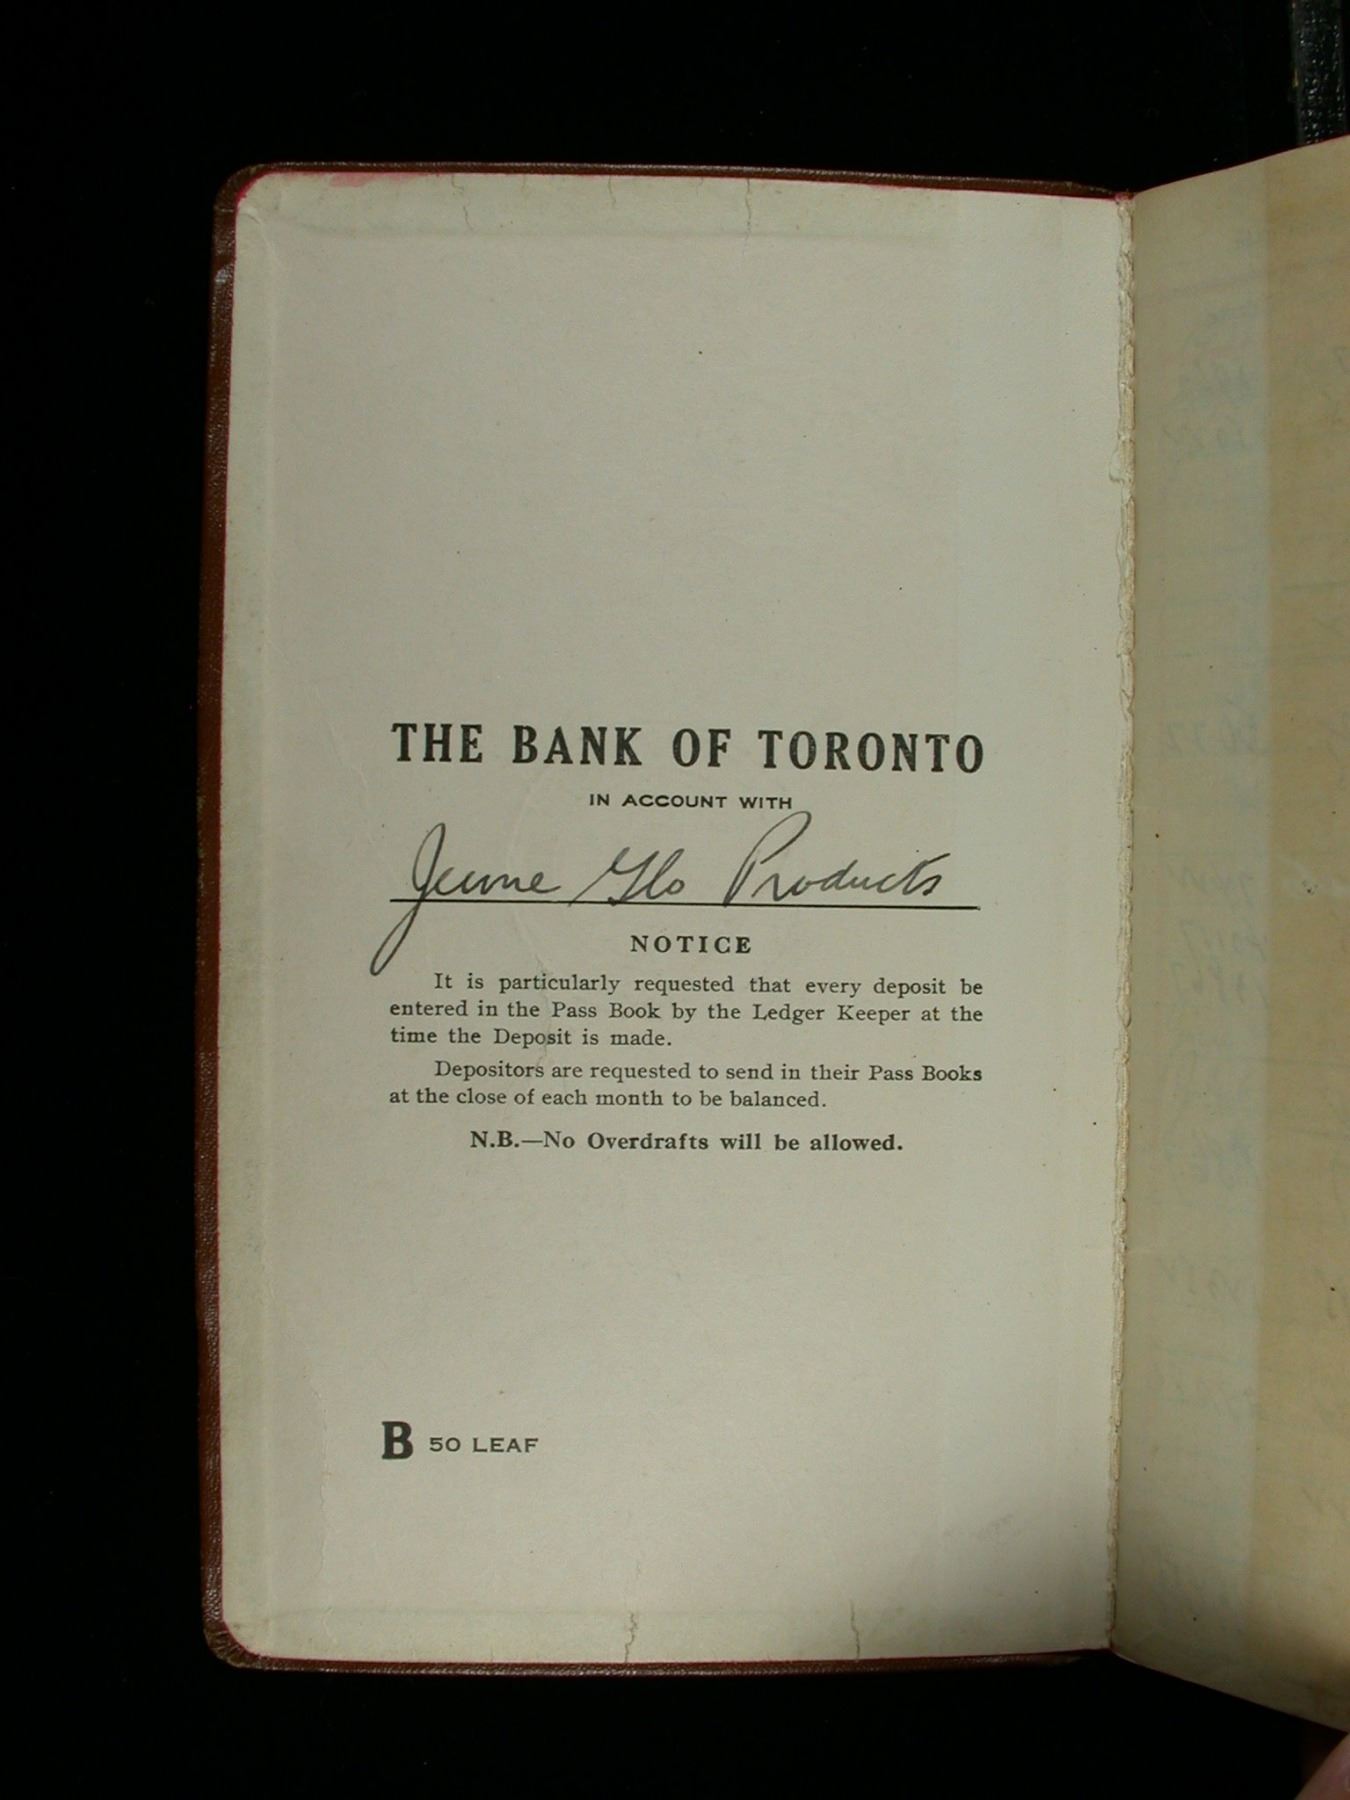 THE BANK OF TORONTO
IN ACCOUNT WITH
Jeune Glo Products
NOTICE
It is particularly requested that every deposit be
entered in the Pass Book by the Ledger Keeper at the
time the Deposit is made.
Depositors are requested to send in their Pass Books
at the close of each month to be balanced.
N.B.—No Overdrafts will be allowed.
B 50 LEAF